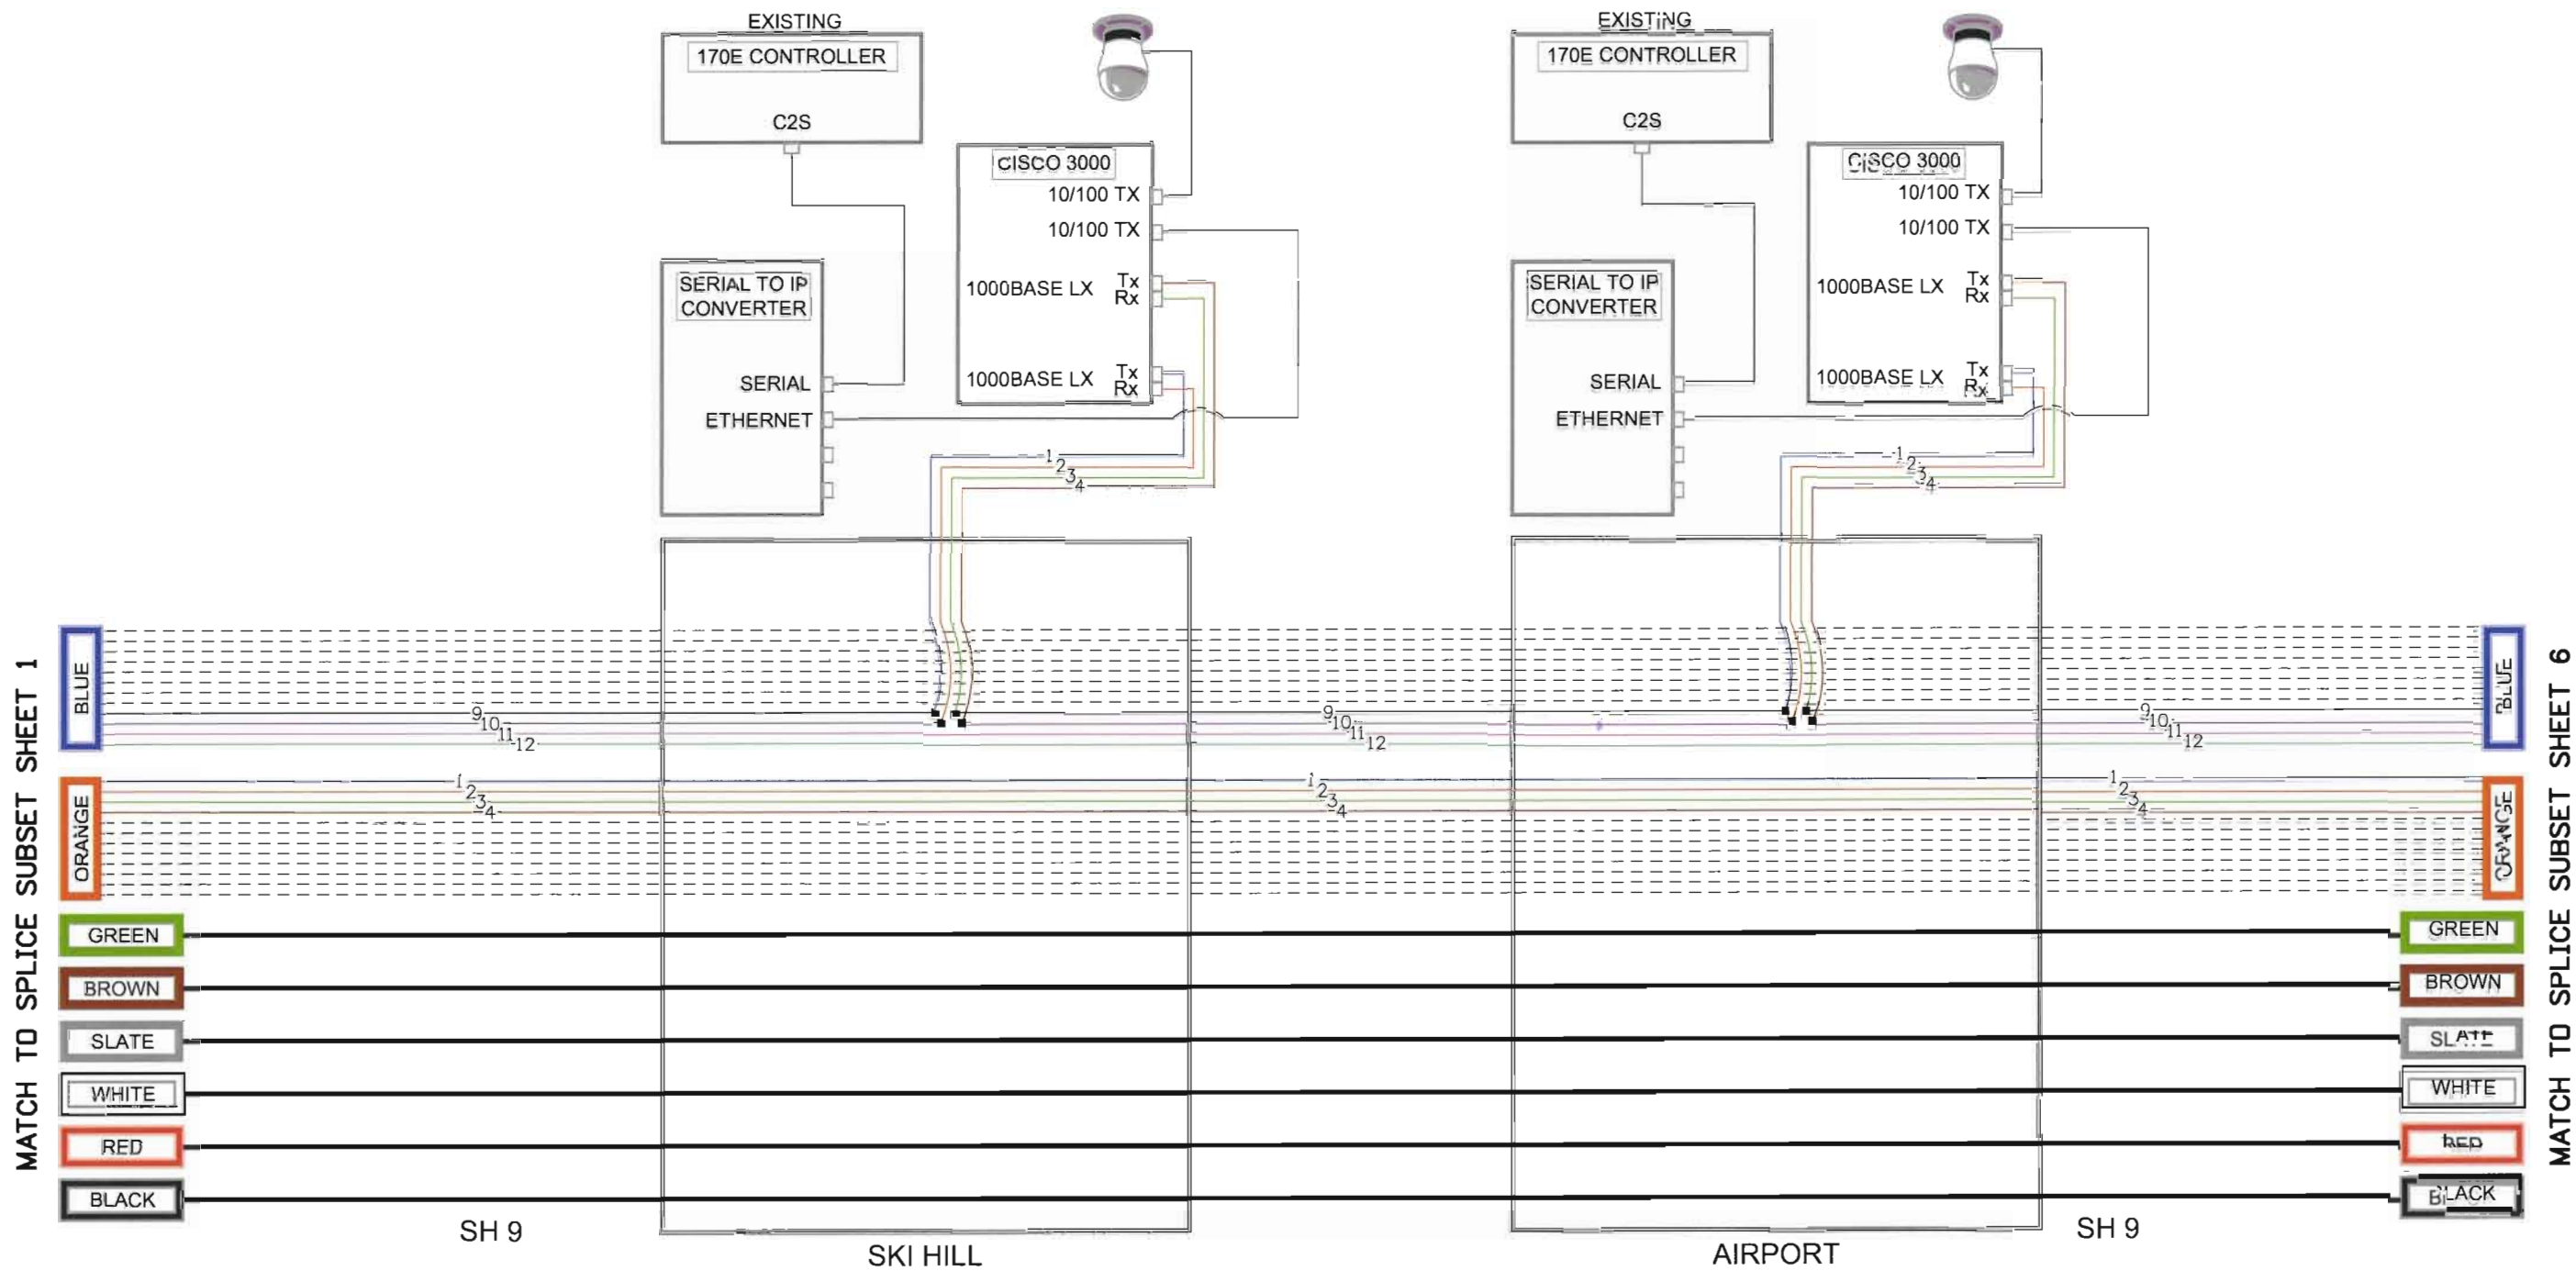 EXISTING
170E CONTROLLER
C2S
CISCO 3000
10/100 TX
10/100 TX
1000BASE LX Tx
Rx
1000BASE LX Tx
Rx
SERIAL TO IP
CONVERTER
SERIAL
ETHERNET
1
2
3
4
EXISTING
170E CONTROLLER
C2S
CISCO 3000
10/100 TX
10/100 TX
1000BASE LX Tx
Rx
1000BASE LX Tx
Rx
SERIAL TO IP
CONVERTER
SERIAL
ETHERNET
1
2
3
4
MATCH TO SPLICE SUBSET SHEET 1
BLUE
9
10
11
12
9
10
11
12
9
10
11
12
BLUE
ORANGE
1
2
3
4
1
2
3
4
1
2
3
4
ORANGE
GREEN
GREEN
BROWN
BROWN
SLATE
SLATE
WHITE
WHITE
RED
RED
BLACK
BLACK
MATCH TO SPLICE SUBSET SHEET 6
SH 9
SKI HILL
AIRPORT
SH 9